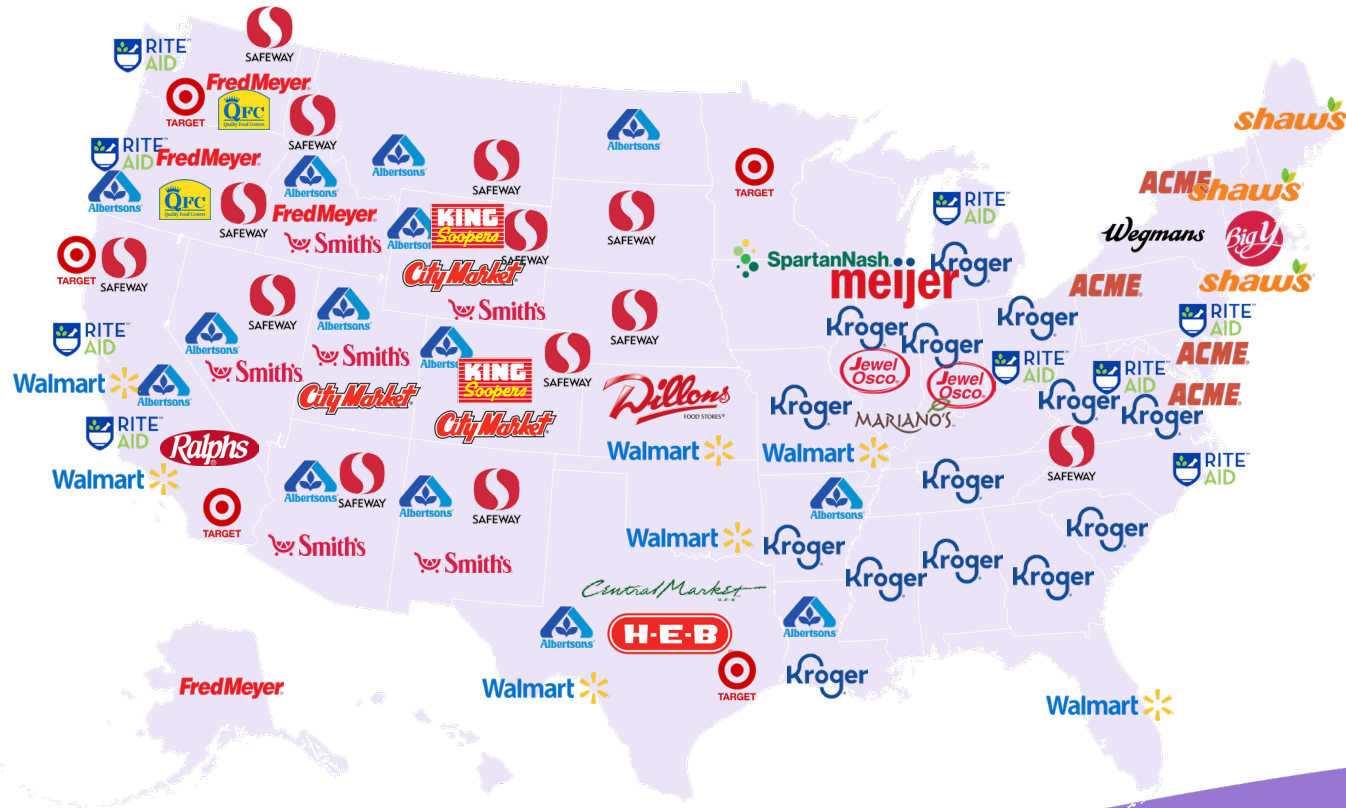 RITE AID
SAFEWAY
FredMeyer
TARGET
QFC
Quality Food Centers
SAFEWAY
RITE AID
FredMeyer
Albertsons
QFC
Quality Food Centers
SAFEWAY
Albertsons
FredMeyer
Smith's
Albertsons
SAFEWAY
Albertsons
KING Soopers
SAFEWAY
City Market
Smith's
Albertsons
SAFEWAY
TARGET
SpartanNash
meijer
RITE AID
Kroger
shaw's
ACME
shaw's
Wegmans
Big Y
ACME
shaw's
TARGET
SAFEWAY
RITE AID
Walmart
Albertsons
RITE AID
Ralphs
Walmart
TARGET
Albertsons
SAFEWAY
Smith's
Albertsons
Smith's
City Market
Albertsons
KING Soopers
SAFEWAY
City Market
SAFEWAY
Dillons
FOOD STORES
Walmart
Kroger
Kroger
Jewel Osco
Jewel Osco
Kroger
MARIANO'S
Walmart
Kroger
RITE AID
RITE AID
Kroger
Kroger
RITE AID
ACME
ACME
SAFEWAY
RITE AID
Albertsons
SAFEWAY
Smith's
Albertsons
SAFEWAY
Smith's
Walmart
Kroger
Albertsons
Kroger
Kroger
Kroger
Kroger
Kroger
Central Market
H-E-B
Albertsons
H-E-B
Albertsons
Walmart
TARGET
Kroger
Walmart
FredMeyer